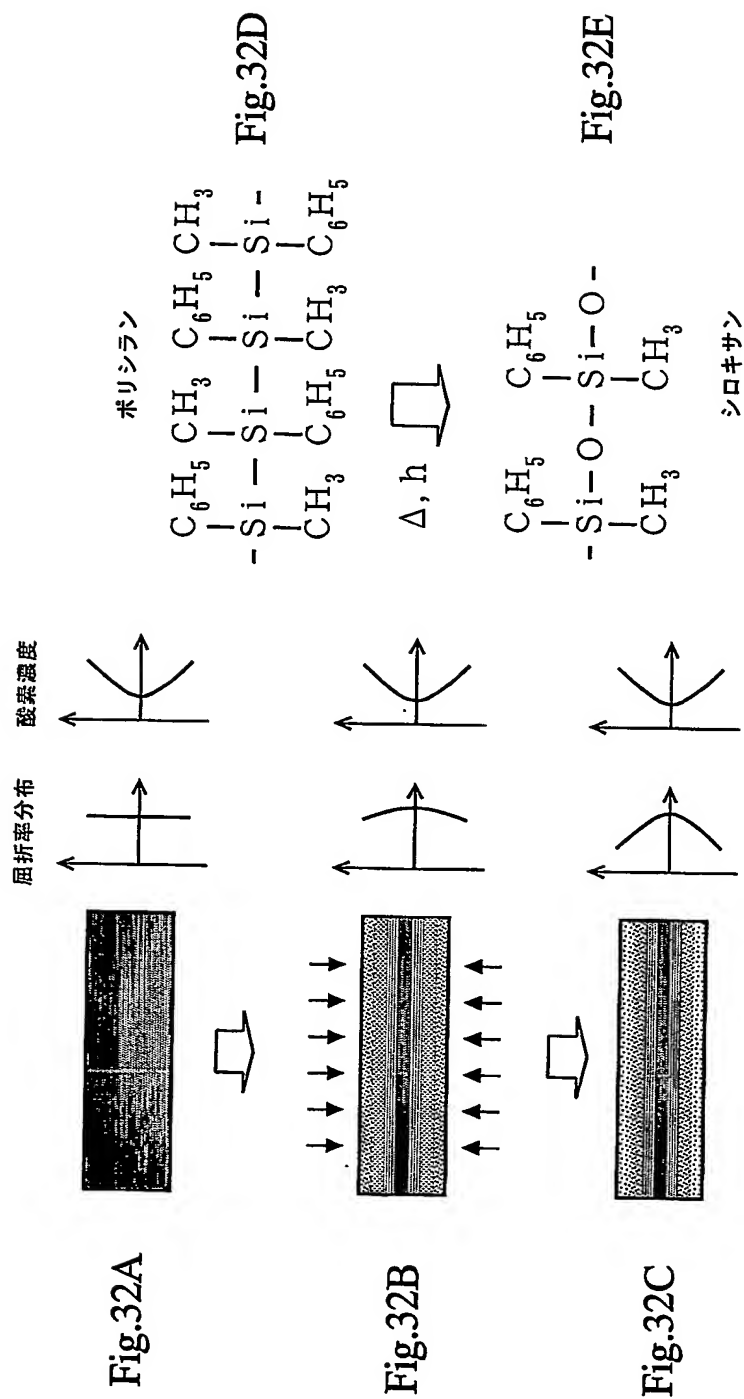 Fig.32A
Fig.32B
Fig.32C
屈折率分布
酸素濃度
ポリシラン
C6H5 CH3 C6H5 CH3
- Si — Si — Si — Si -
CH3 C6H5 CH3 C6H5
Fig.32D
Δ, h
C6H5 C6H5
- Si — O — Si — O -
CH3 CH3
シロキサン
Fig.32E